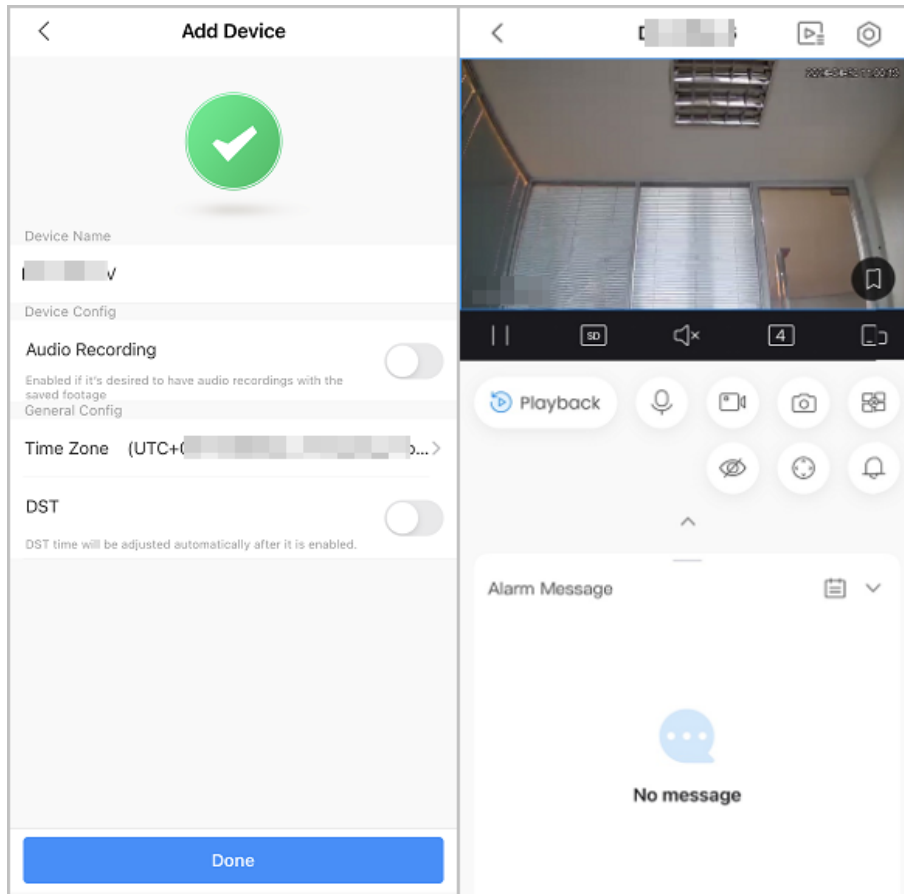 Add Device
Device Name
Device Config
Audio Recording
Enabled if it's desired to have audio recordings with the
saved footage
General Config
Time Zone (UTC+
DST
DST time will be adjusted automatically after it is enabled.
Done
SD
4
Playback
Alarm Message
No message